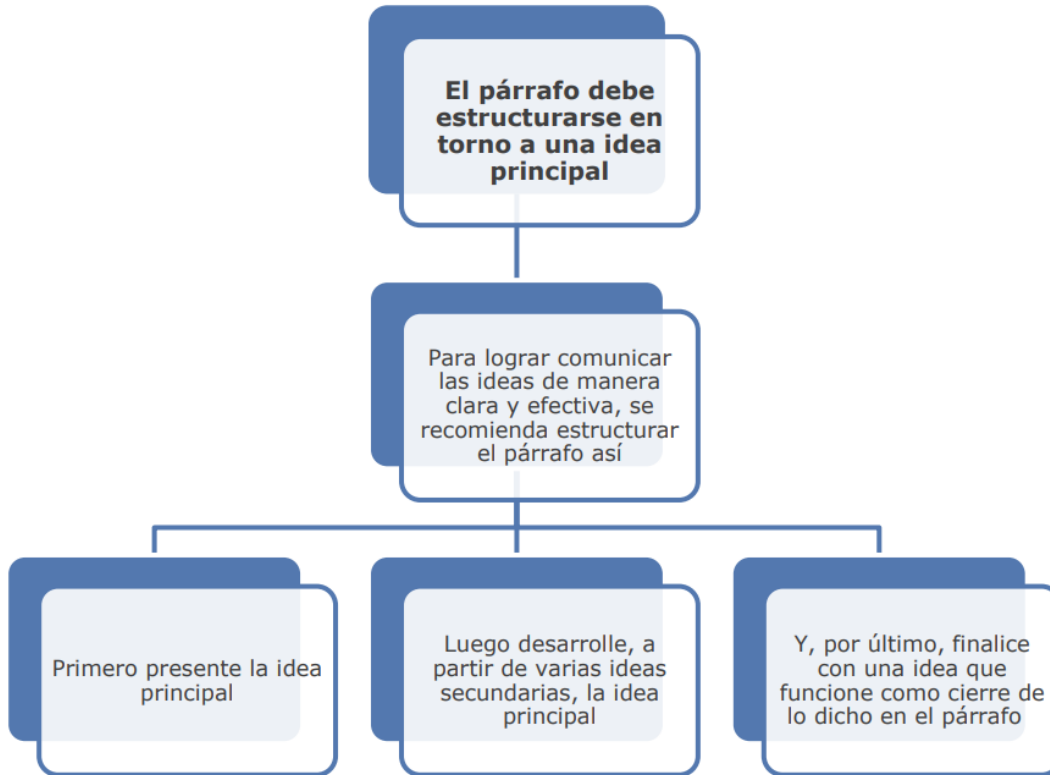 El párrafo debe
estructurarse en
torno a una idea
principal
Para lograr comunicar
las ideas de manera
clara y efectiva, se
recomienda estructurar
el párrafo así
Primero presente la idea
principal
Luego desarrolle, a
partir de varias ideas
secundarias, la idea
principal
Y, por último, finalice
con una idea que
funcione como cierre de
lo dicho en el párrafo